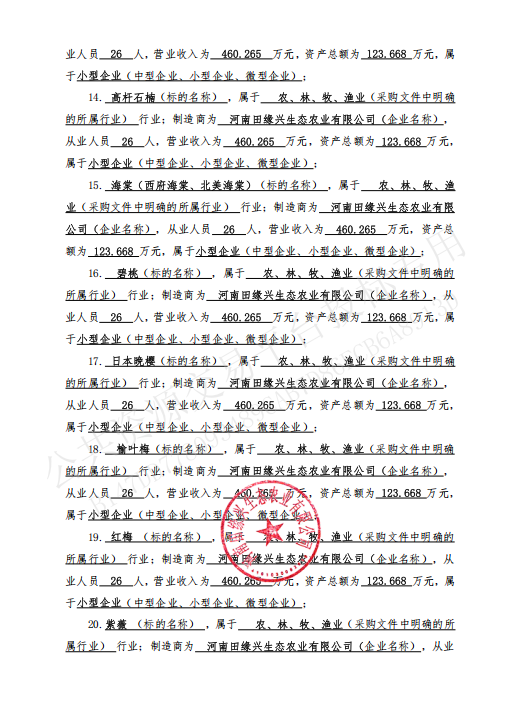 业人员 26 人，营业收入为 460.265 万元，资产总额为 123.668 万元，属
于小型企业（中型企业、小型企业、微型企业）；
14. 高杆石楠（标的名称），属于 农、林、牧、渔业（采购文件中明确
的所属行业）行业；制造商为 河南田缘兴生态农业有限公司（企业名称），
从业人员 26 人，营业收入为 460.265 万元，资产总额为 123.668 万元，
属于小型企业（中型企业、小型企业、微型企业）；
15. 海棠（西府海棠、北美海棠）（标的名称），属于 农、林、牧、渔
业（采购文件中明确的所属行业）行业；制造商为 河南田缘兴生态农业有限
公司（企业名称），从业人员 26 人，营业收入为 460.265 万元，资产总
额为 123.668 万元，属于小型企业（中型企业、小型企业、微型企业）；
16. 碧桃（标的名称），属于 农、林、牧、渔业（采购文件中明确的
所属行业）行业；制造商为 河南田缘兴生态农业有限公司（企业名称），从
业人员 26 人，营业收入为 460.265 万元，资产总额为 123.668 万元，属
于小型企业（中型企业、小型企业、微型企业）；
17. 日本晚樱（标的名称），属于 农、林、牧、渔业（采购文件中明确
的所属行业）行业；制造商为 河南田缘兴生态农业有限公司（企业名称），
从业人员 26 人，营业收入为 460.265 万元，资产总额为 123.668 万元，
属于小型企业（中型企业、小型企业、微型企业）；
18. 榆叶梅（标的名称），属于 农、林、牧、渔业（采购文件中明确
的所属行业）行业；制造商为 河南田缘兴生态农业有限公司（企业名称），
从业人员 26 人，营业收入为 460.265 万元，资产总额为 123.668 万元，
属于小型企业（中型企业、小型企业、微型企业）；
19. 红梅（标的名称），属于 农、林、牧、渔业（采购文件中明确的
所属行业）行业；制造商为 河南田缘兴生态农业有限公司（企业名称），从
业人员 26 人，营业收入为 460.265 万元，资产总额为 123.668 万元，属
于小型企业（中型企业、小型企业、微型企业）；
20. 紫薇（标的名称），属于 农、林、牧、渔业（采购文件中明确的所
属行业）行业；制造商为 河南田缘兴生态农业有限公司（企业名称），从业
河南田缘兴生态农业有限公司